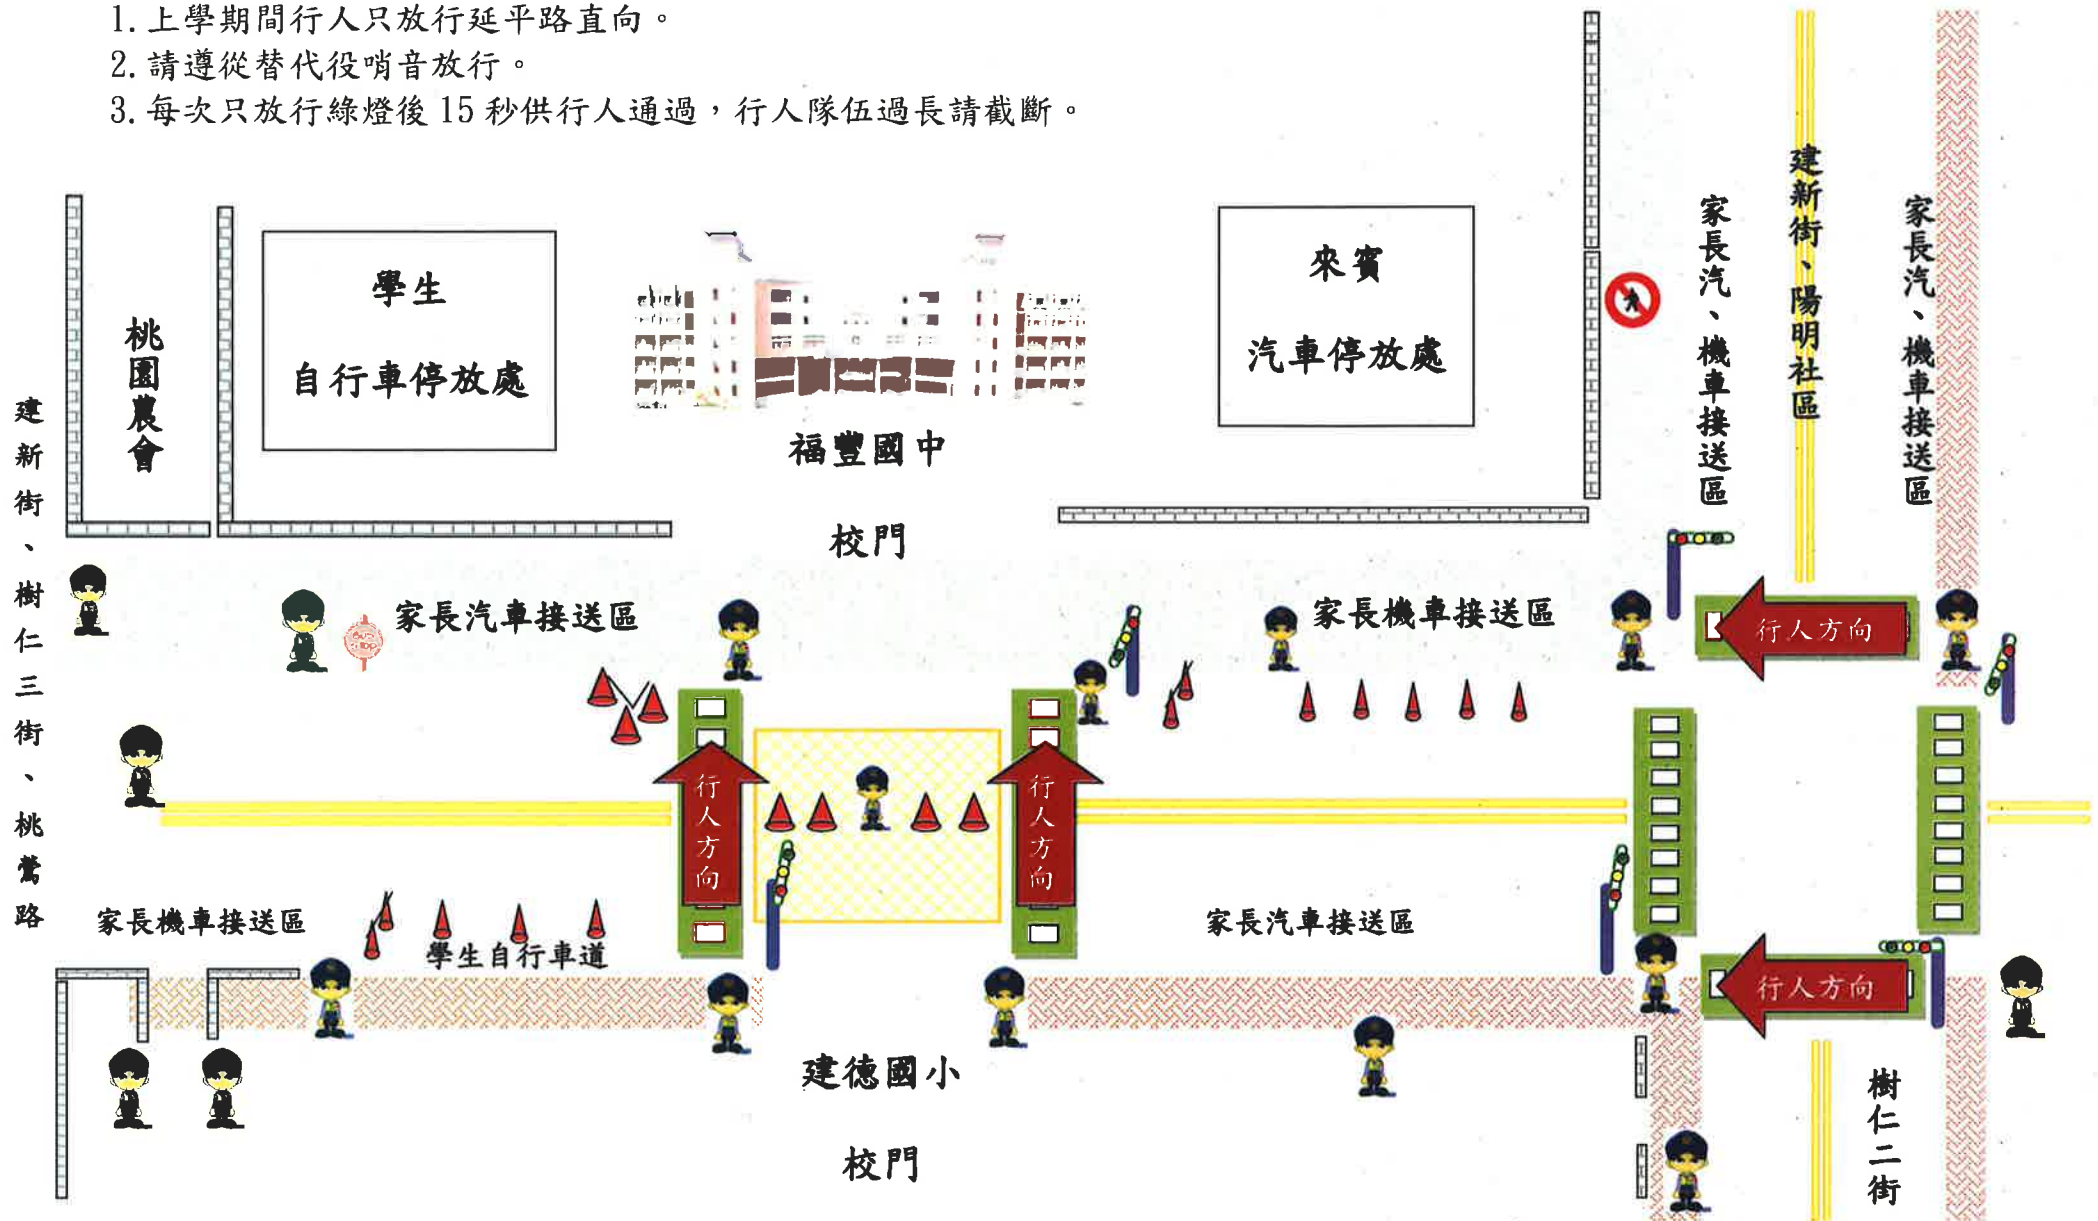 1. 上學期間行人只放行延平路直向。
2. 請遵從替代役哨音放行。
3. 每次只放行綠燈後 15 秒供行人通過，行人隊伍過長請截斷。
建新街、樹仁三街、桃鶯路
桃園農會
學生
自行車停放處
福豐國中
校門
來賓
汽車停放處
家長汽、機車接送區
建新街、陽明社區
家長汽、機車接送區
家長汽車接送區
家長機車接送區
行人方向
行人方向
行人方向
家長機車接送區
學生自行車道
家長汽車接送區
行人方向
建德國小
校門
樹仁二街